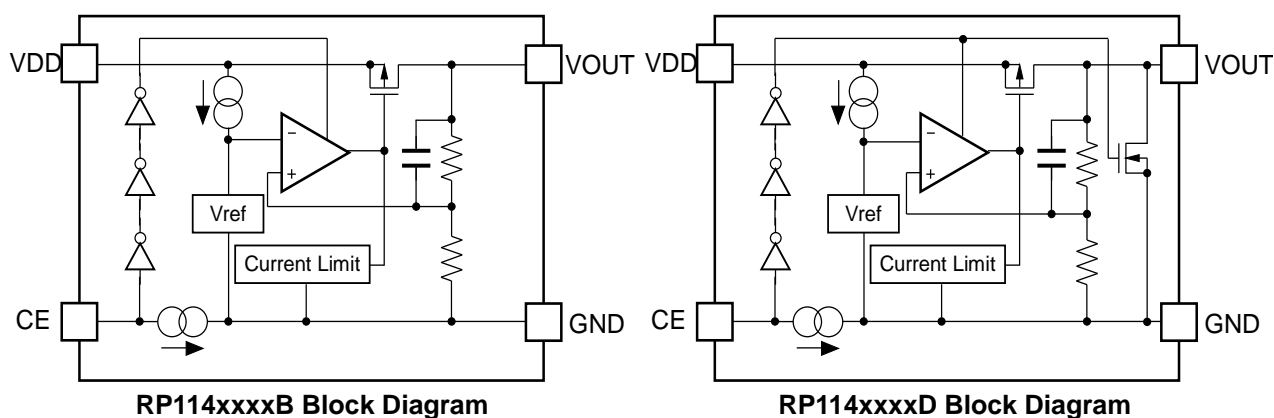 VDD
VOUT
−
+
Vref
Current Limit
CE
GND
RP114xxxxB Block Diagram
VDD
VOUT
−
+
Vref
Current Limit
CE
GND
RP114xxxxD Block Diagram